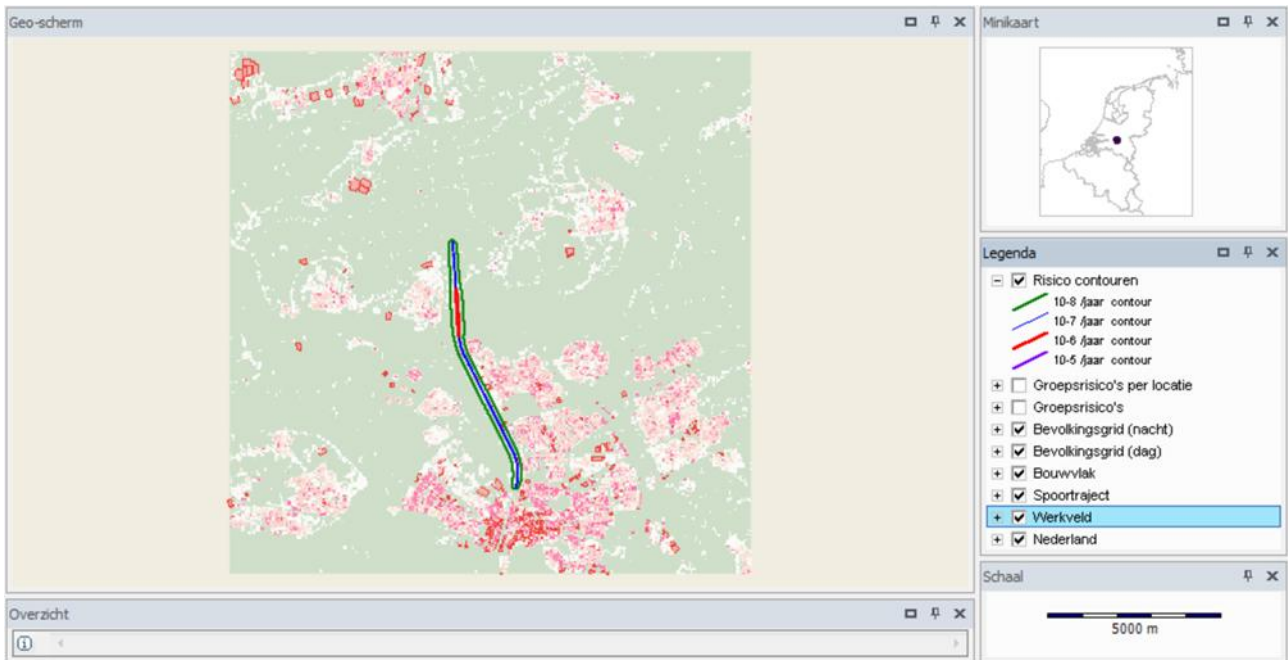 Geo-scherm
Minikaart
Legenda
Risico contouren
10-8 /jaar contour
10-7 /jaar contour
10-6 /jaar contour
10-5 /jaar contour
Groepsrisico's per locatie
Groepsrisico's
Bevolkingsgrid (nacht)
Bevolkingsgrid (dag)
Bouwvlak
Spoortraject
Werkveld
Nederland
Schaal
5000 m
Overzicht